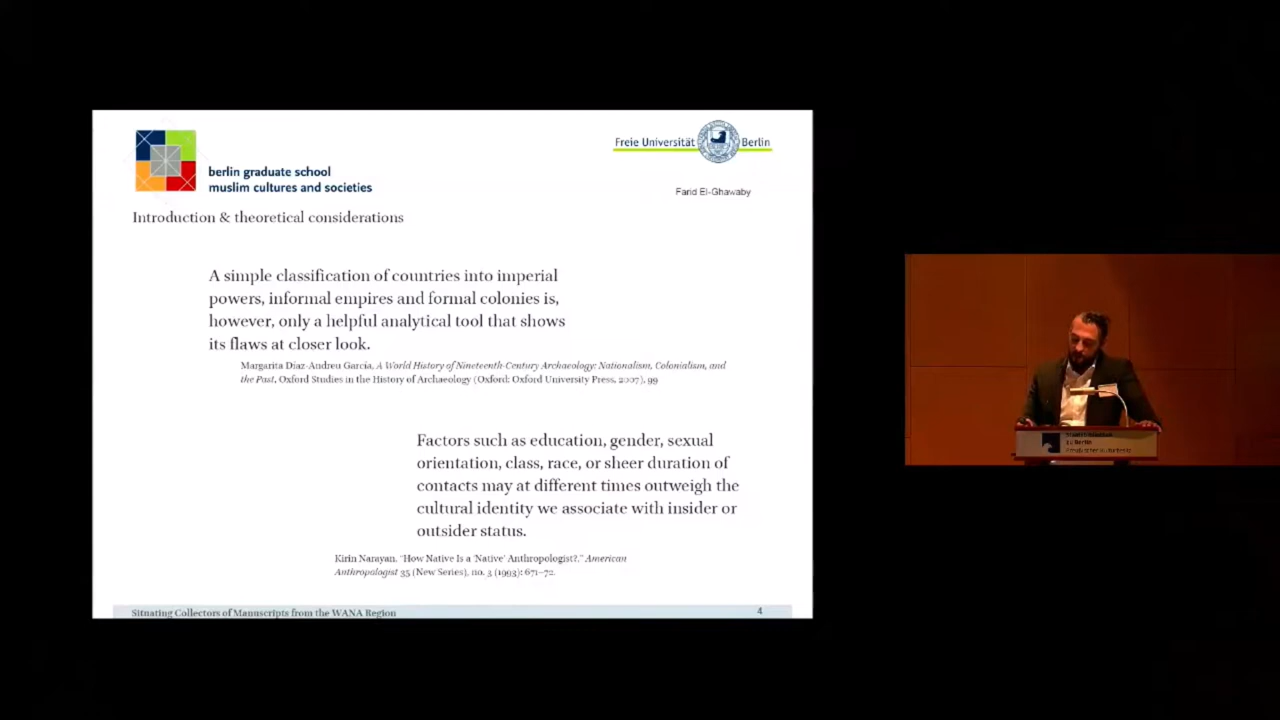 berlin graduate school
muslim cultures and societies
Freie Universität Berlin
Farid El-Ghawaby
Introduction & theoretical considerations
A simple classification of countries into imperial
powers, informal empires and formal colonies is,
however, only a helpful analytical tool that shows
its flaws at closer look.
Margarita Díaz-Andreu García, A World History of Nineteenth-Century Archaeology: Nationalism, Colonialism, and
the Past, Oxford Studies in the History of Archaeology (Oxford: Oxford University Press, 2007), 99
Factors such as education, gender, sexual
orientation, class, race, or sheer duration of
contacts may at different times outweigh the
cultural identity we associate with insider or
outsider status.
Kirin Narayan. "How Native Is a 'Native' Anthropologist?," American
Anthropologist 35 (New Series), no. 3 (1993): 671–72.
Situating Collectors of Manuscripts from the WANA Region
4
zu Berlin